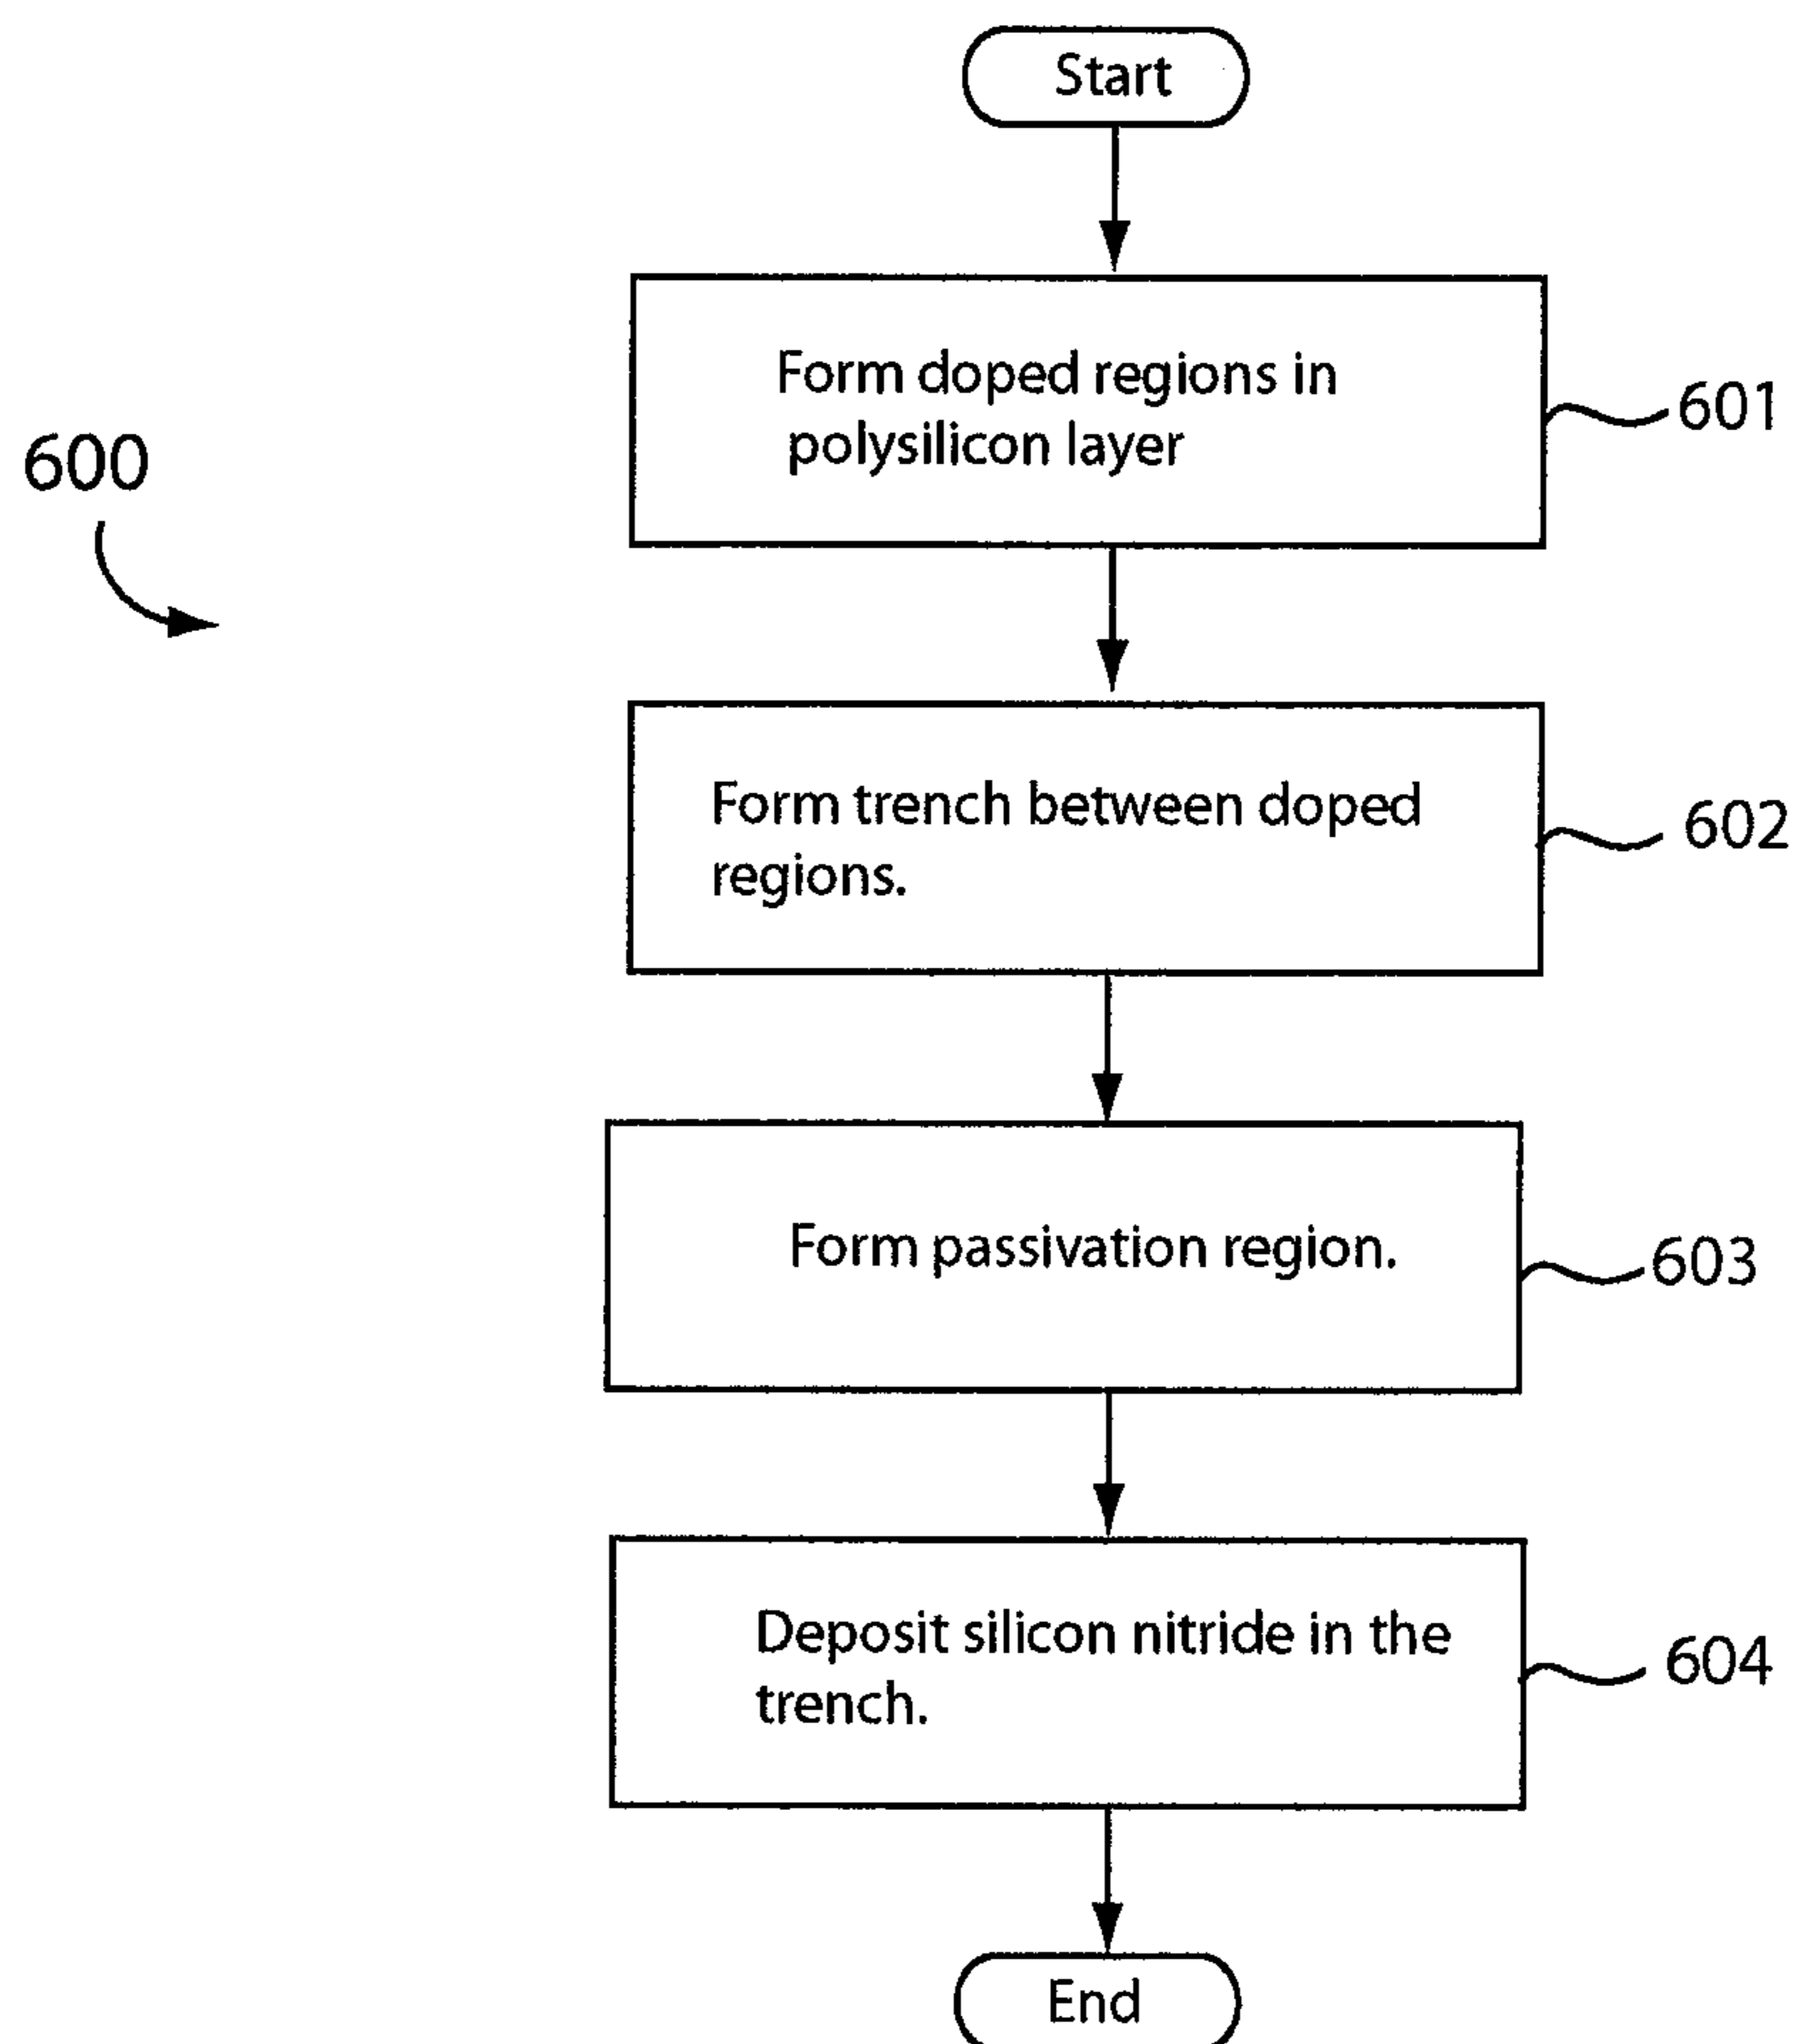 Start
Form doped regions in
polysilicon layer
601
600
Form trench between doped
regions.
602
Form passivation region.
603
Deposit silicon nitride in the
trench.
604
End